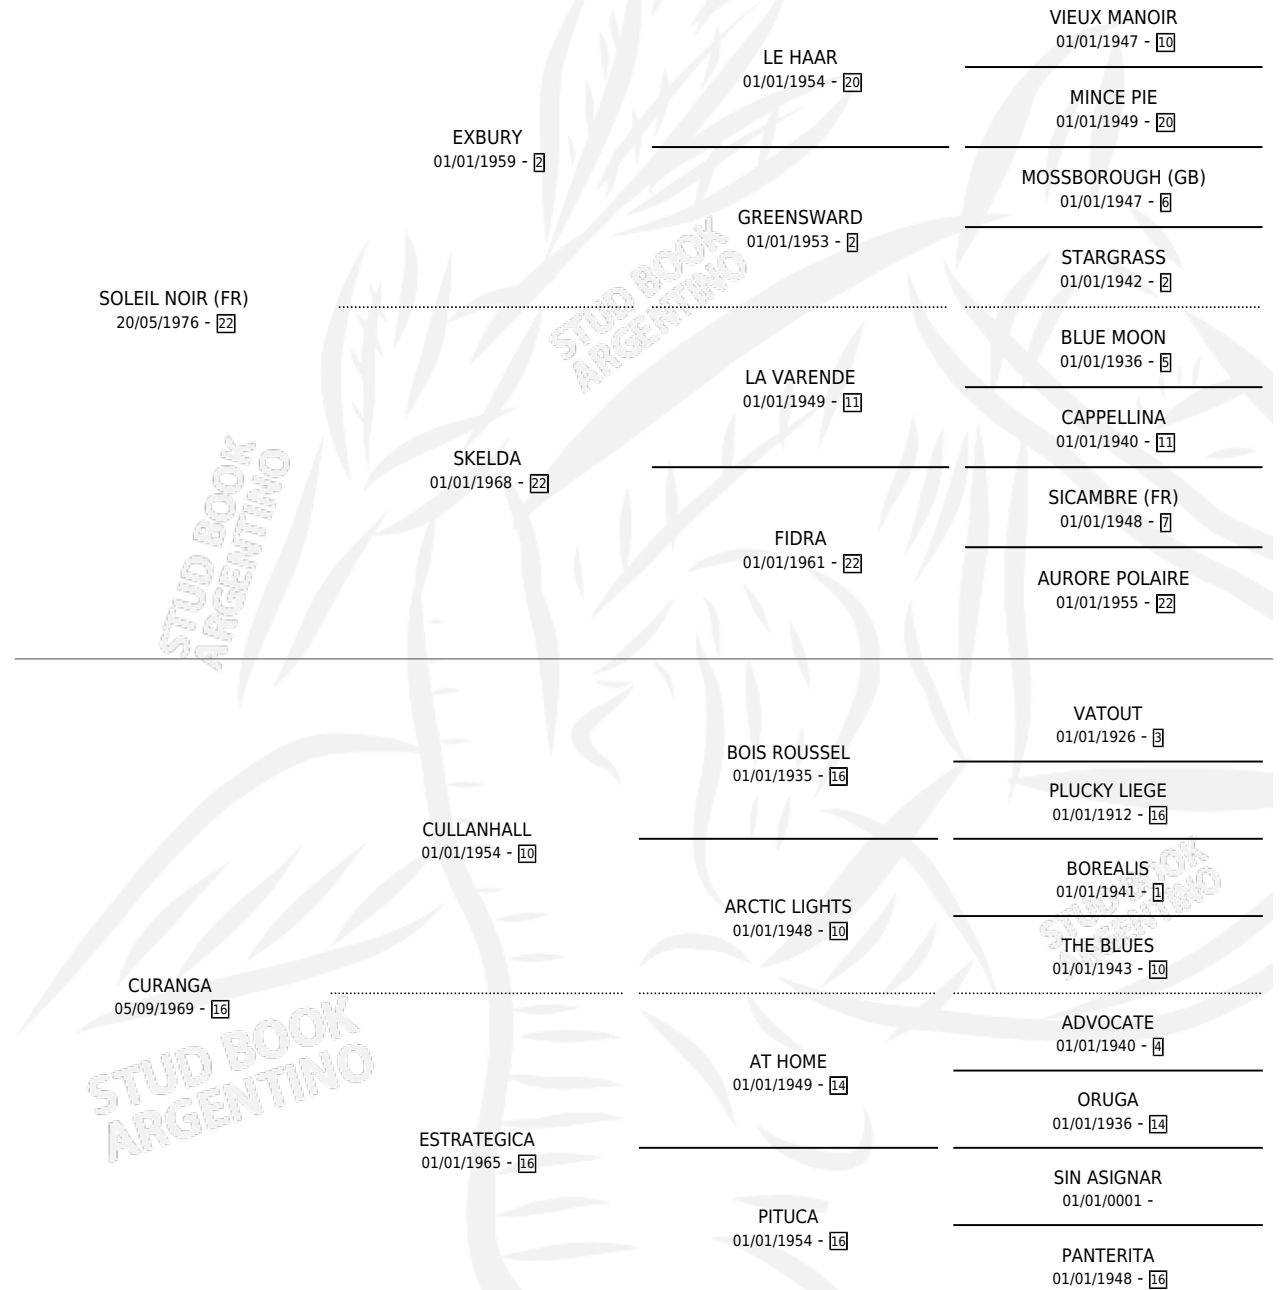 VIEUX MANOIR
01/01/1947 - 10
LE HAAR
01/01/1954 - 20
MINCE PIE
01/01/1949 - 20
EXBURY
01/01/1959 - 2
MOSSBOROUGH (GB)
01/01/1947 - 6
GREENSWARD
01/01/1953 - 2
STARGRASS
01/01/1942 - 2
SOLEIL NOIR (FR)
20/05/1976 - 22
STUD BOOK
ARGENTINO
BLUE MOON
01/01/1936 - 5
LA VARENDE
01/01/1949 - 11
CAPPELLINA
01/01/1940 - 11
SKELDA
01/01/1968 - 22
SICAMBRE (FR)
01/01/1948 - 7
FIDRA
01/01/1961 - 22
AURORE POLAIRE
01/01/1955 - 22
STUD BOOK
ARGENTINO
VATOUT
01/01/1926 - 3
BOIS ROUSSEL
01/01/1935 - 16
PLUCKY LIEGE
01/01/1912 - 16
CULLANHALL
01/01/1954 - 10
BOREALIS
01/01/1941 - 1
ARCTIC LIGHTS
01/01/1948 - 10
THE BLUES
01/01/1943 - 10
STUD BOOK
ARGENTINO
CURANGA
05/09/1969 - 16
STUD BOOK
ARGENTINO
ADVOCATE
01/01/1940 - 4
AT HOME
01/01/1949 - 14
ORUGA
01/01/1936 - 14
ESTRATEGICA
01/01/1965 - 16
SIN ASIGNAR
01/01/0001 -
PITUCA
01/01/1954 - 16
PANTERITA
01/01/1948 - 16